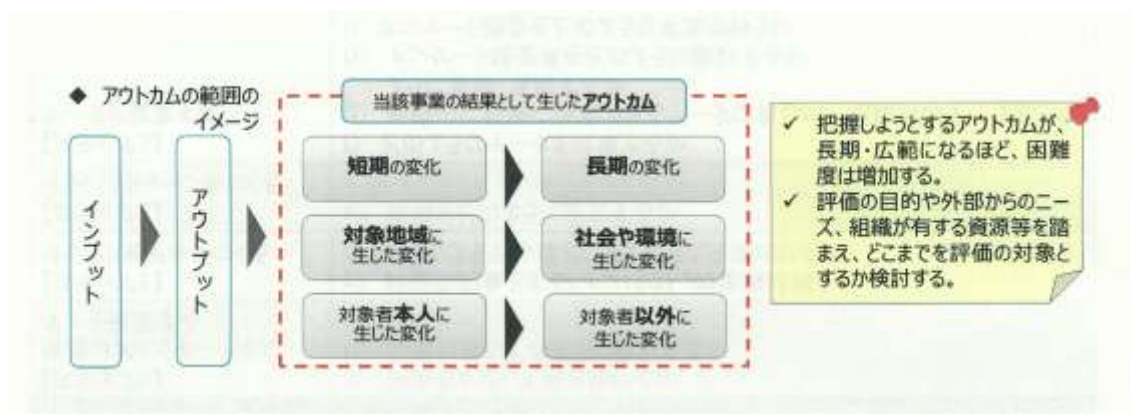 ◆ アウトカムの範囲の
イメージ
インプット
アウトプット
当該事業の結果として生じたアウトカム
短期の変化
長期の変化
対象地域に
生じた変化
社会や環境に
生じた変化
対象者本人に
生じた変化
対象者以外に
生じた変化
✓ 把握しようとするアウトカムが、
長期・広範になるほど、困難
度は増加する。
✓ 評価の目的や外部からのニー
ズ、組織が有する資源等を踏
まえ、どこまでを評価の対象と
するか検討する。